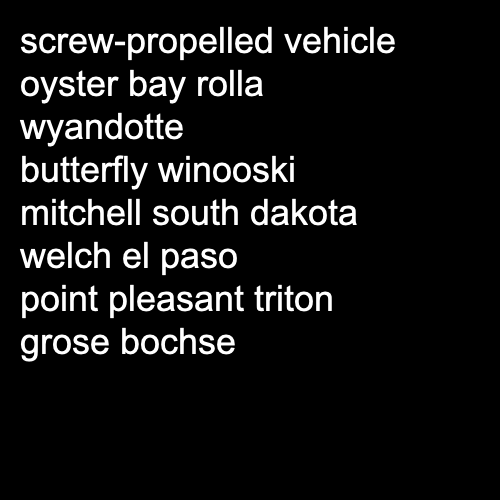 screw-propelled vehicle
oyster bay rolla
wyandotte
butterfly winooski
mitchell south dakota
welch el paso
point pleasant triton
grose bochse